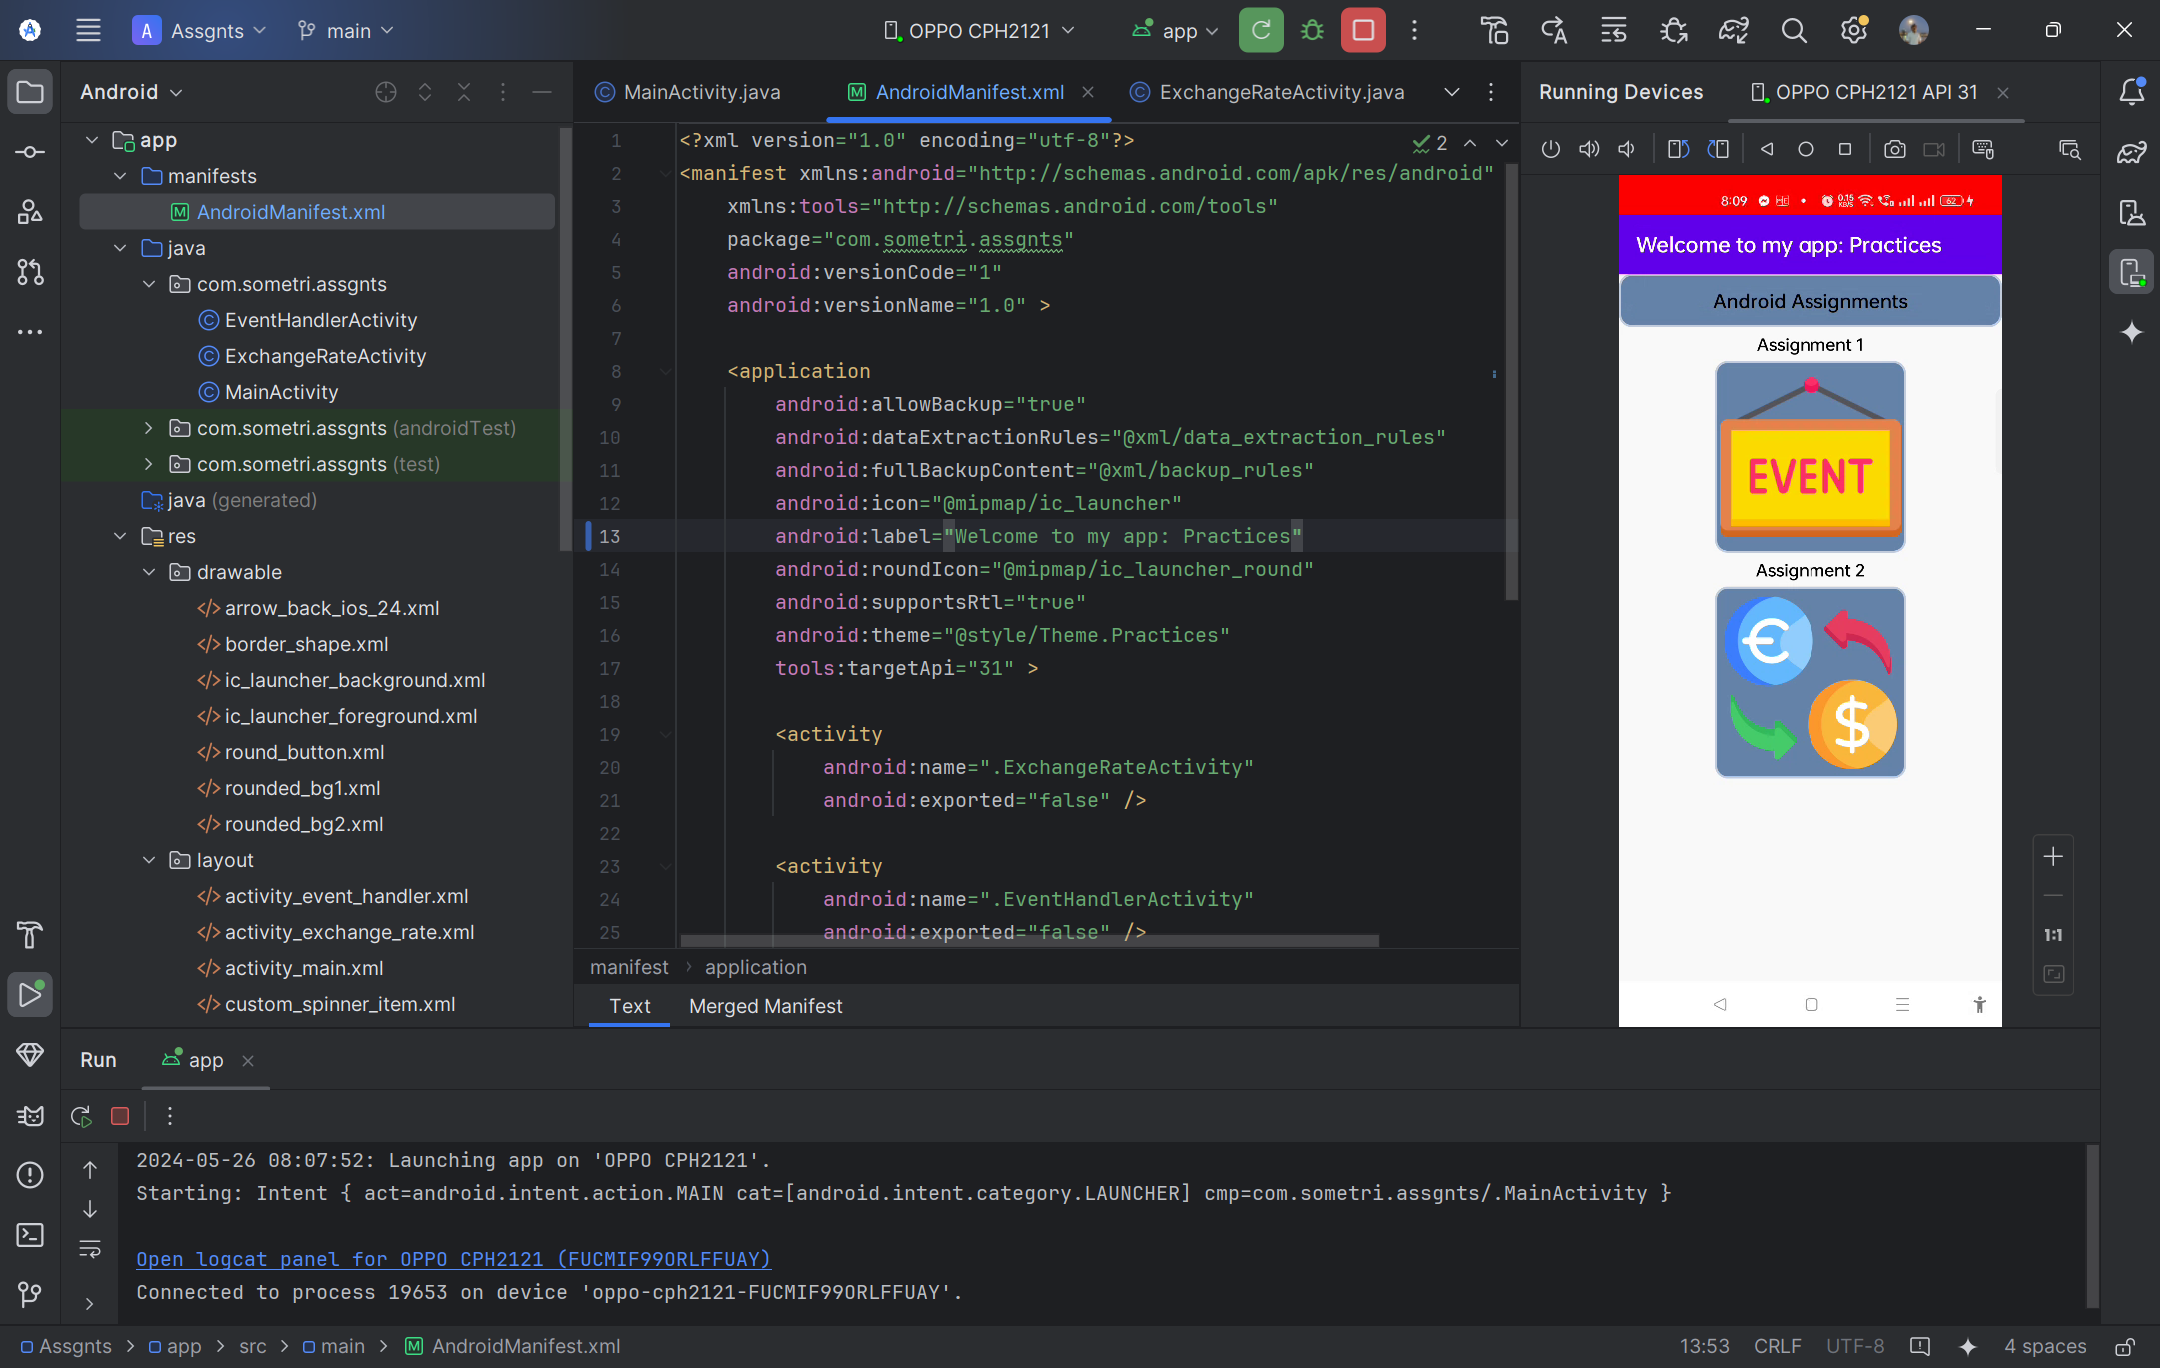 A Assgnts main OPPO CPH2121 app
Android
app
manifests
AndroidManifest.xml
java
com.sometri.assgnts
EventHandlerActivity
ExchangeRateActivity
MainActivity
com.sometri.assgnts (androidTest)
com.sometri.assgnts (test)
java (generated)
res
drawable
arrow_back_ios_24.xml
border_shape.xml
ic_launcher_background.xml
ic_launcher_foreground.xml
round_button.xml
rounded_bg1.xml
rounded_bg2.xml
layout
activity_event_handler.xml
activity_exchange_rate.xml
activity_main.xml
custom_spinner_item.xml
MainActivity.java AndroidManifest.xml ExchangeRateActivity.java
2
1 <?xml version="1.0" encoding="utf-8"?>
2 <manifest xmlns:android="http://schemas.android.com/apk/res/android"
3 xmlns:tools="http://schemas.android.com/tools"
4 package="com.sometri.assgnts"
5 android:versionCode="1"
6 android:versionName="1.0" >
7
8 <application
9 android:allowBackup="true"
10 android:dataExtractionRules="@xml/data_extraction_rules"
11 android:fullBackupContent="@xml/backup_rules"
12 android:icon="@mipmap/ic_launcher"
13 android:label="Welcome to my app: Practices"
14 android:roundIcon="@mipmap/ic_launcher_round"
15 android:supportsRtl="true"
16 android:theme="@style/Theme.Practices"
17 tools:targetApi="31" >
18
19 <activity
20 android:name=".ExchangeRateActivity"
21 android:exported="false" />
22
23 <activity
24 android:name=".EventHandlerActivity"
25 android:exported="false" />
manifest › application
Text Merged Manifest
Running Devices OPPO CPH2121 API 31
8:09 0.15 KB/S 62
Welcome to my app: Practices
Android Assignments
Assignment 1
EVENT
Assignment 2
€
$
1:1
Run app
2024-05-26 08:07:52: Launching app on 'OPPO CPH2121'.
Starting: Intent { act=android.intent.action.MAIN cat=[android.intent.category.LAUNCHER] cmp=com.sometri.assgnts/.MainActivity }
Open logcat panel for OPPO CPH2121 (FUCMIF99ORLFFUAY)
Connected to process 19653 on device 'oppo-cph2121-FUCMIF99ORLFFUAY'.
Assgnts > app > src > main > AndroidManifest.xml
13:53 CRLF UTF-8 4 spaces